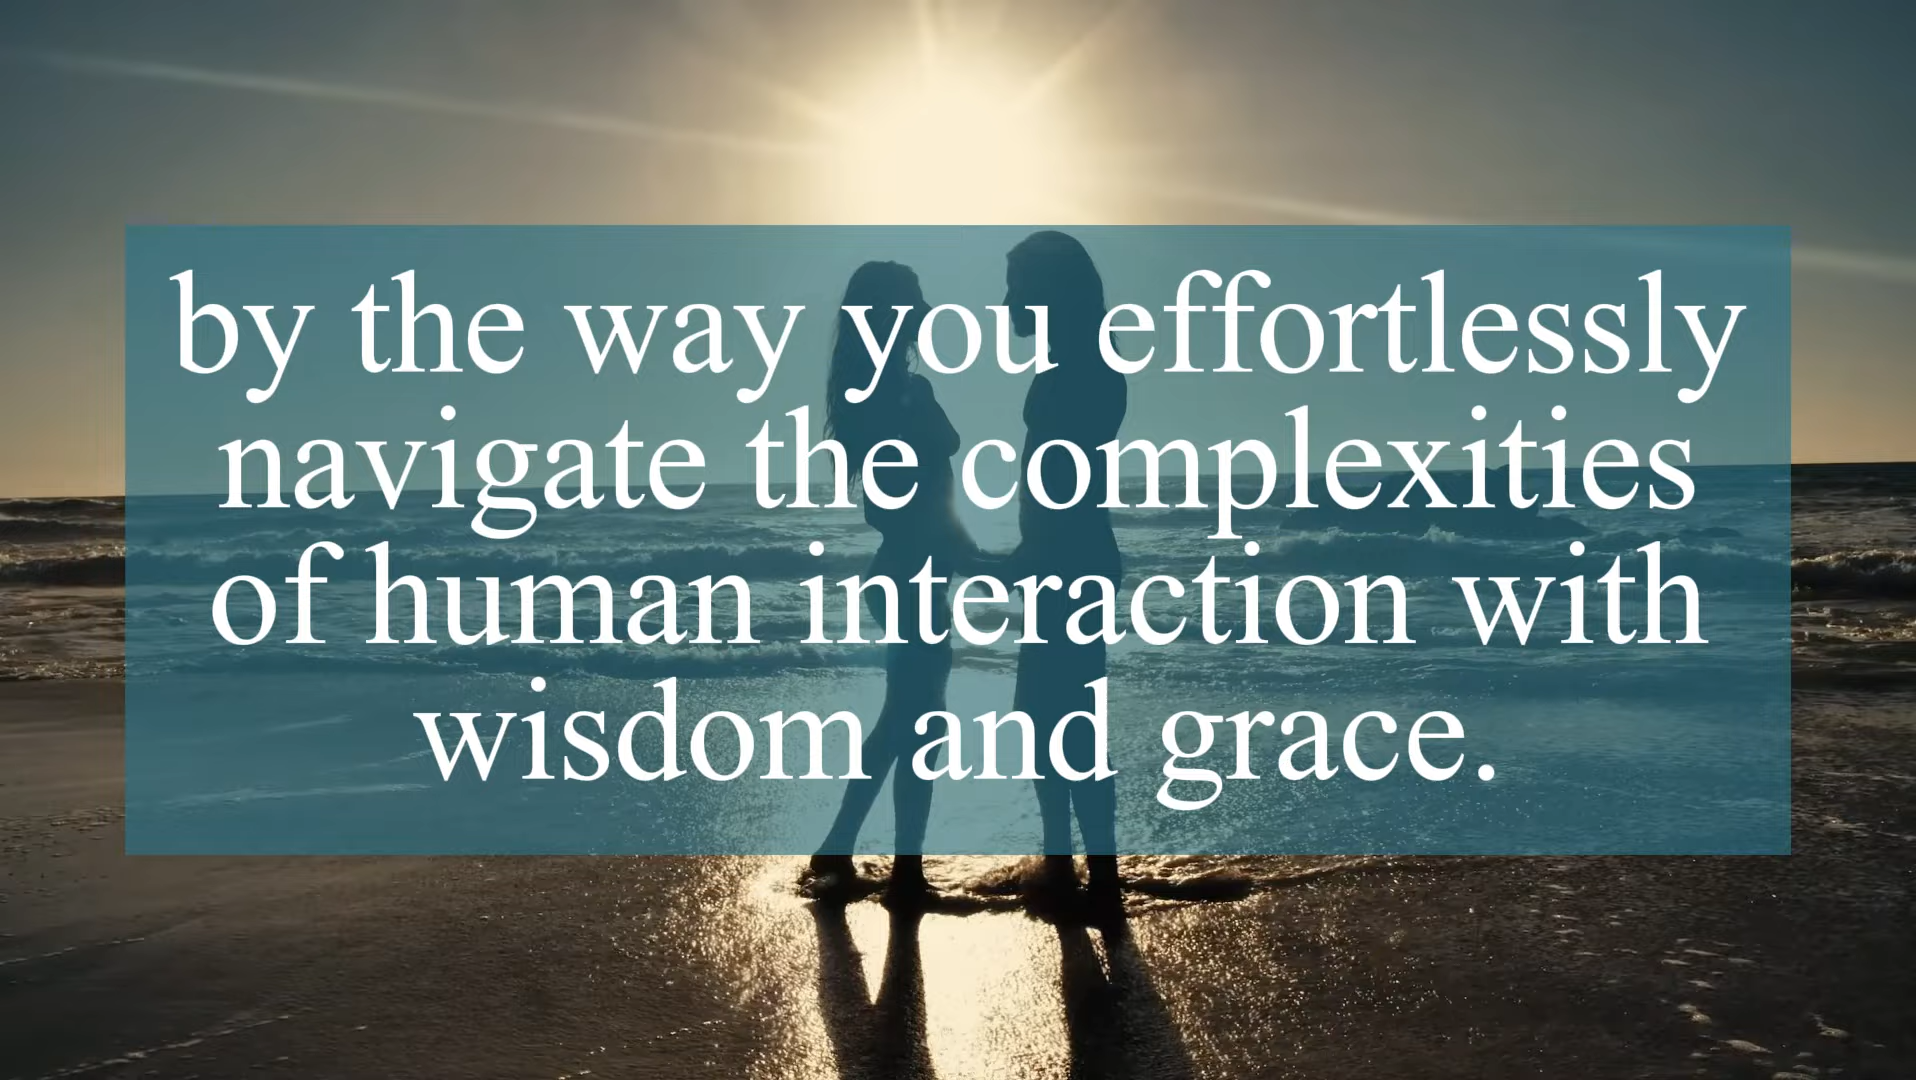 by the way you effortlessly
navigate the complexities
of human interaction with
wisdom and grace.